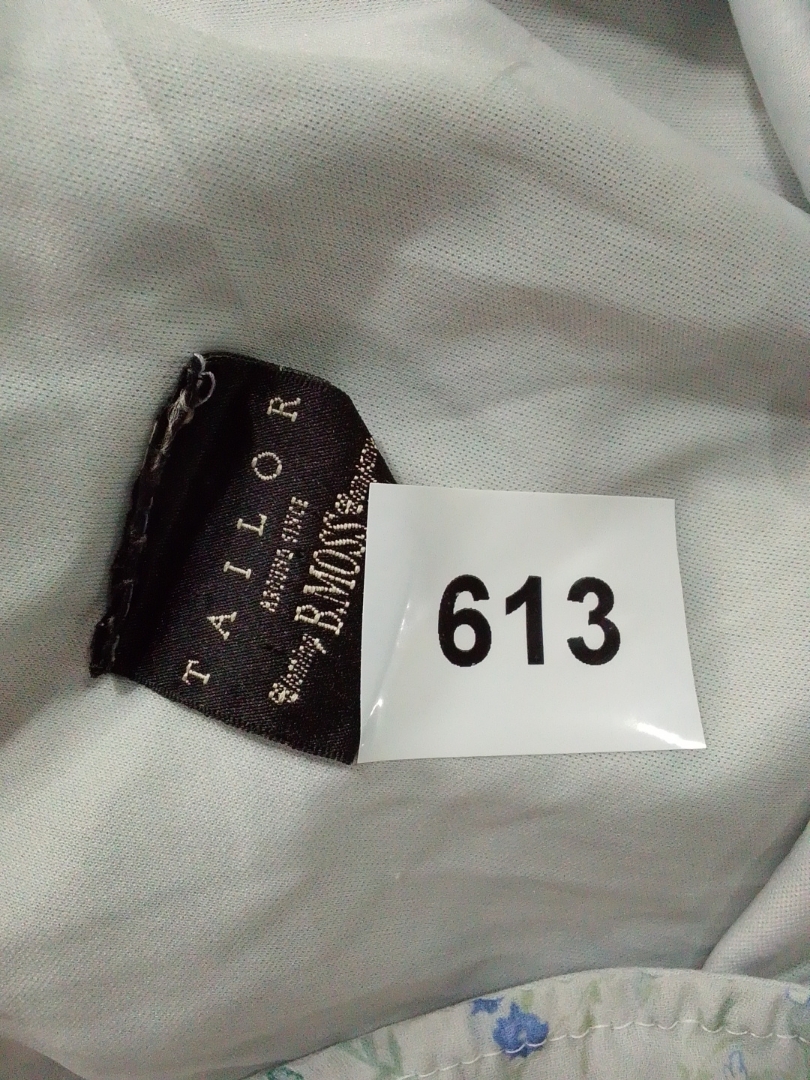 TAILOR
AROUND SINCE
B.MOSS
613